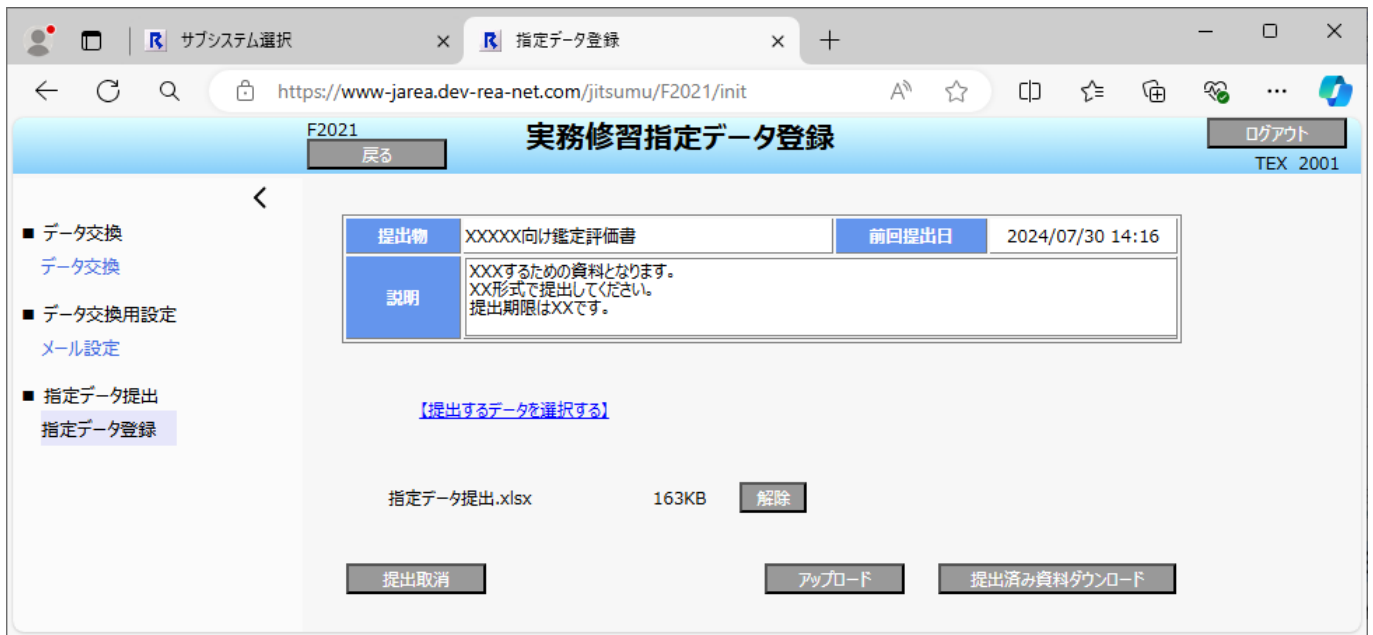 サブシステム選択
指定データ登録
https://www-jarea.dev-rea-net.com/jitsumu/F2021/init
F2021
戻る
実務修習指定データ登録
ログアウト
TEX 2001
■ データ交換
データ交換
■ データ交換用設定
メール設定
■ 指定データ提出
指定データ登録
提出物 XXXXX向け鑑定評価書 前回提出日 2024/07/30 14:16
説明
XXXするための資料となります。
XX形式で提出してください。
提出期限はXXです。
【提出するデータを選択する】
指定データ提出.xlsx 163KB 解除
提出取消 アップロード 提出済み資料ダウンロード